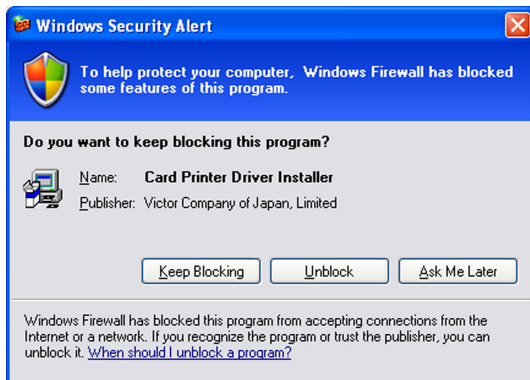 Windows Security Alert
To help protect your computer, Windows Firewall has blocked
some features of this program.
Do you want to keep blocking this program?
Name: Card Printer Driver Installer
Publisher: Victor Company of Japan, Limited
Keep Blocking Unblock Ask Me Later
Windows Firewall has blocked this program from accepting connections from the
Internet or a network. If you recognize the program or trust the publisher, you can
unblock it. When should I unblock a program?